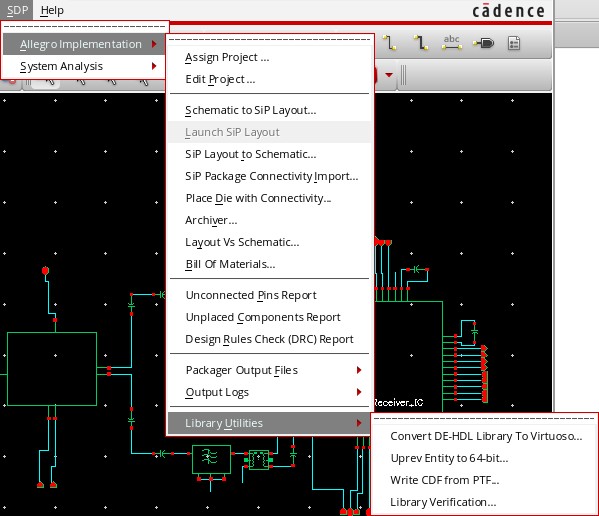 SDP Help
cādence
Allegro Implementation
System Analysis
abc
Assign Project ...
Edit Project ...
Schematic to SiP Layout...
Launch SiP Layout
SiP Layout to Schematic...
SiP Package Connectivity Import...
Place Die with Connectivity...
Archiver...
Layout Vs Schematic...
Bill Of Materials...
Unconnected Pins Report
Unplaced Components Report
Design Rules Check (DRC) Report
Packager Output Files
Output Logs
Receiver_IC
Library Utilities
Convert DE-HDL Library To Virtuoso...
Uprev Entity to 64-bit...
Write CDF from PTF...
Library Verification...